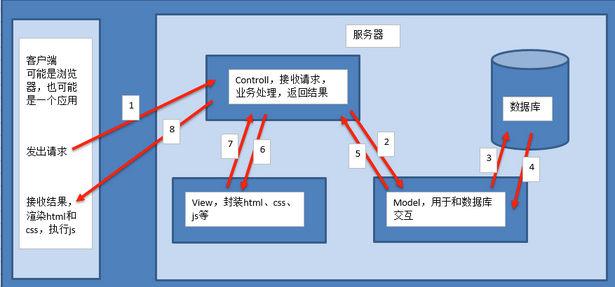 服务器
客户端
可能是浏览
器，也可能
是一个应用
发出请求
接收结果，
渲染html和
css，执行js
1
8
Controll，接收请求，
业务处理，返回结果
7
6
5
2
3
4
数据库
View，封装html、css、
js等
Model，用于和数据库
交互